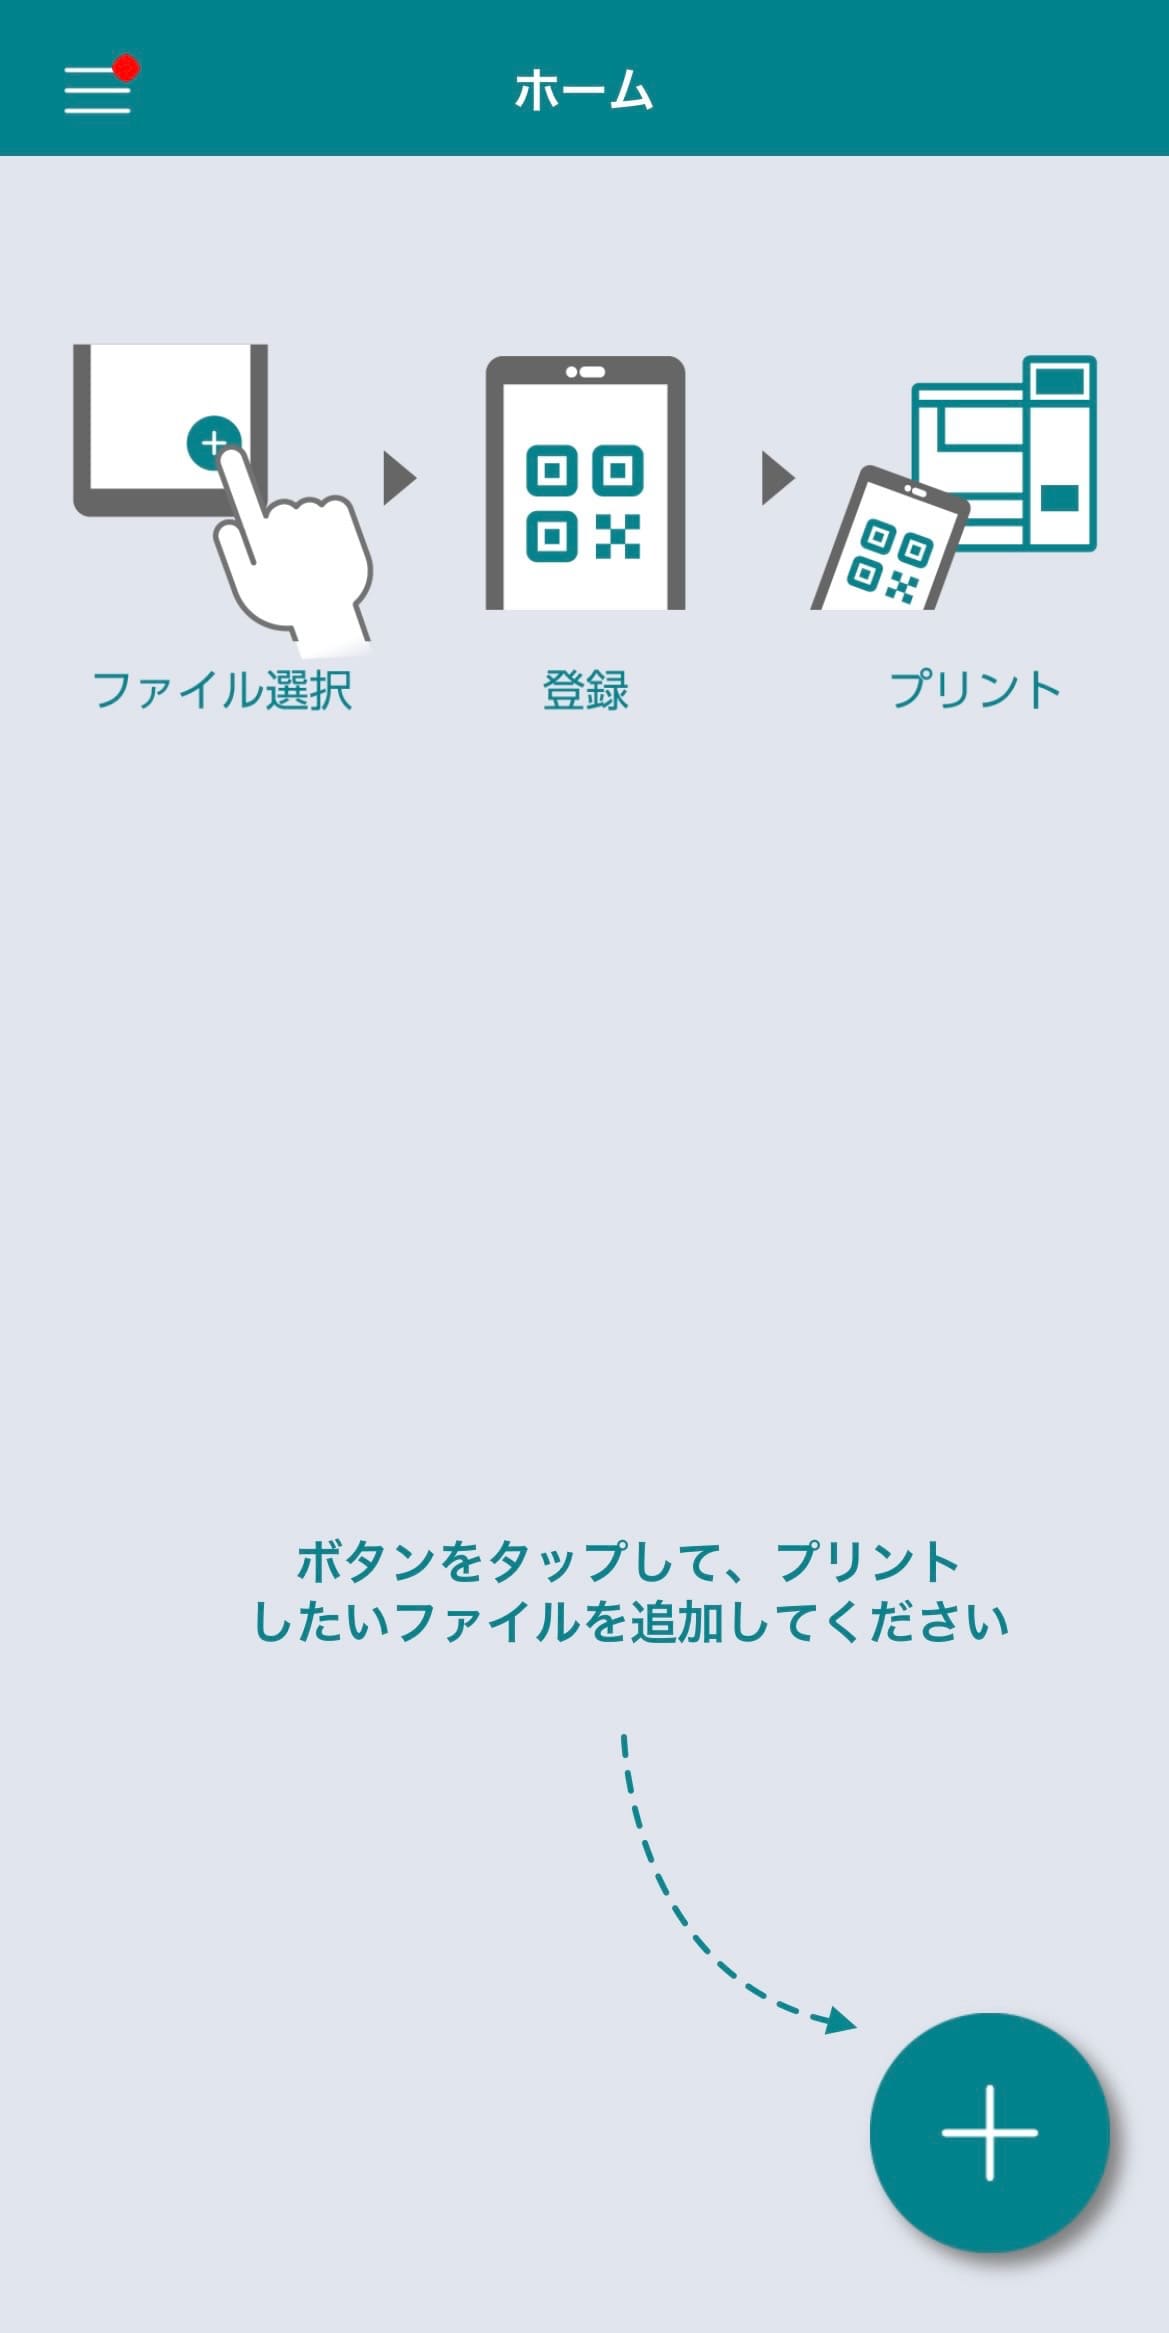 ホーム
ファイル選択
登録
プリント
ボタンをタップして、プリント
したいファイルを追加してください